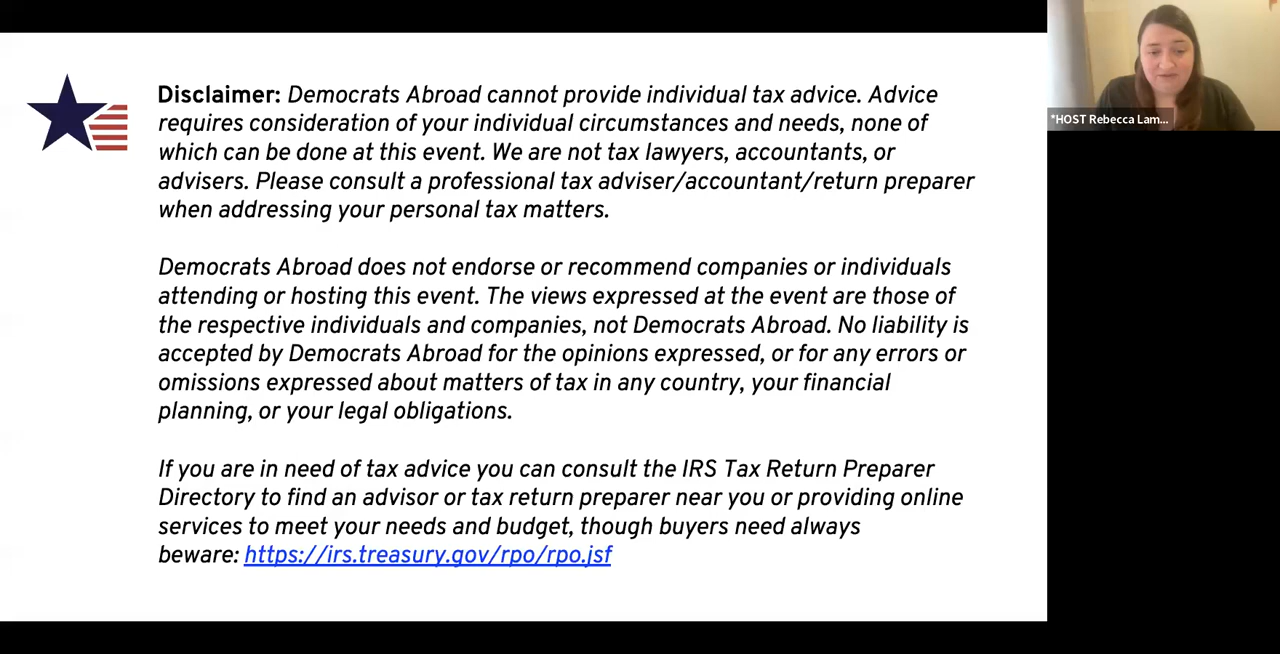 Disclaimer: Democrats Abroad cannot provide individual tax advice. Advice
requires consideration of your individual circumstances and needs, none of
which can be done at this event. We are not tax lawyers, accountants, or
advisers. Please consult a professional tax adviser/accountant/return preparer
when addressing your personal tax matters.
Democrats Abroad does not endorse or recommend companies or individuals
attending or hosting this event. The views expressed at the event are those of
the respective individuals and companies, not Democrats Abroad. No liability is
accepted by Democrats Abroad for the opinions expressed, or for any errors or
omissions expressed about matters of tax in any country, your financial
planning, or your legal obligations.
If you are in need of tax advice you can consult the IRS Tax Return Preparer
Directory to find an advisor or tax return preparer near you or providing online
services to meet your needs and budget, though buyers need always
beware: https://irs.treasury.gov/rpo/rpo.jsf
*HOST Rebecca Lam...